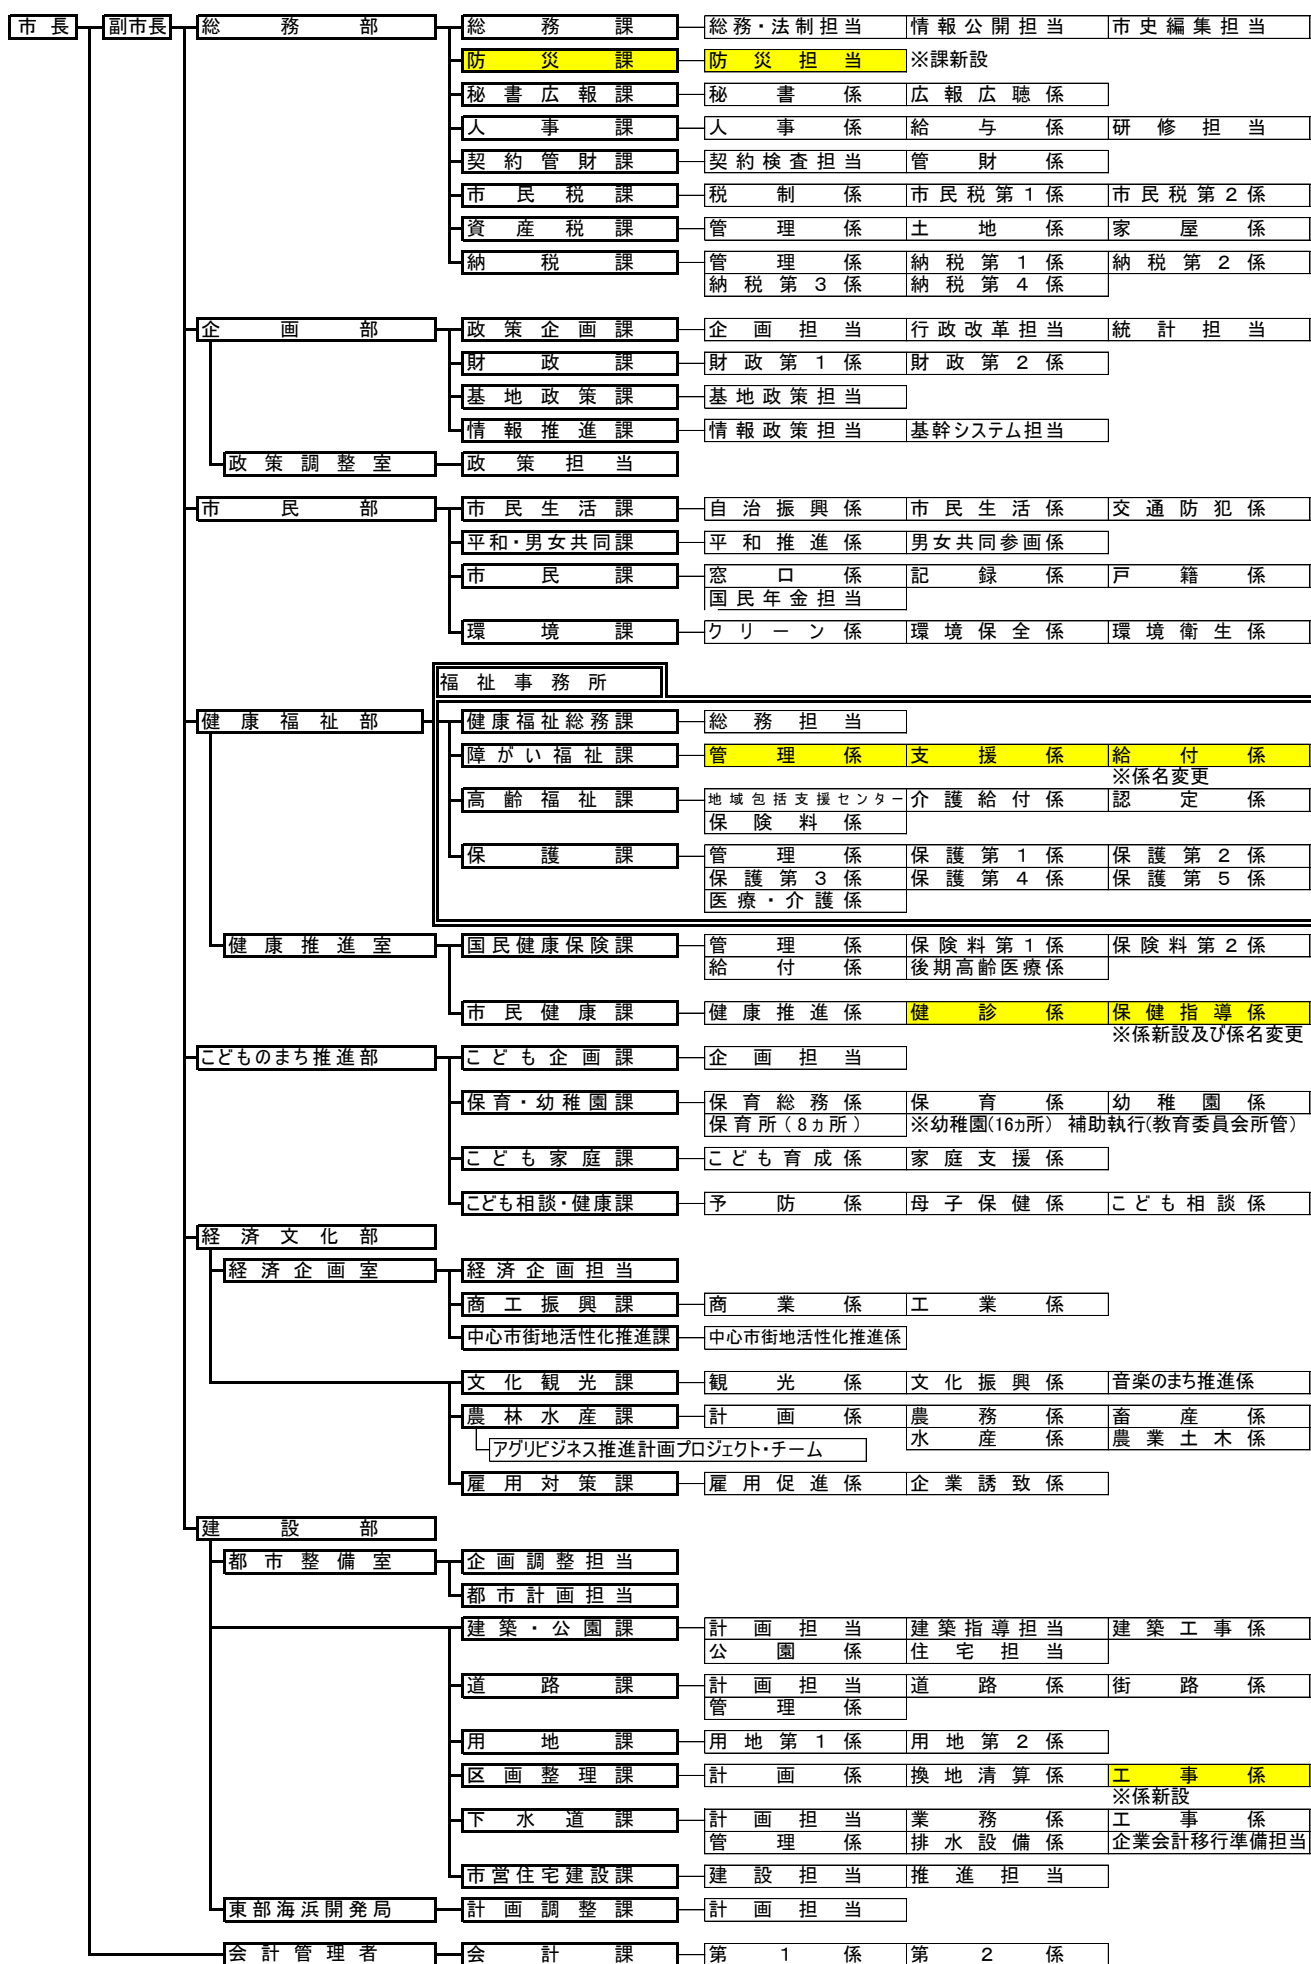 市長 副市長 総務部 総務課 総務・法制担当 情報公開担当 市史編集担当
防災課 防災担当 ※課新設
秘書広報課 秘書係 広報広聴係
人事課 人事係 給与係 研修担当
契約管財課 契約検査担当 管財係
市民税課 税制係 市民税第1係 市民税第2係
資産税課 管理係 土地係 家屋係
納税課 管理係 納税第1係 納税第2係
納税第3係 納税第4係
企画部 政策企画課 企画担当 行政改革担当 統計担当
財政課 財政第1係 財政第2係
基地政策課 基地政策担当
情報推進課 情報政策担当 基幹システム担当
政策調整室 政策担当
市民部 市民生活課 自治振興係 市民生活係 交通防犯係
平和・男女共同課 平和推進係 男女共同参画係
市民課 窓口係 記録係 戸籍係
国民年金担当
環境課 クリーン係 環境保全係 環境衛生係
福祉事務所
健康福祉部 健康福祉総務課 総務担当
障がい福祉課 管理係 支援係 給付係
※係名変更
高齢福祉課 地域包括支援センター 介護給付係 認定係
保険料係
保護課 管理係 保護第1係 保護第2係
保護第3係 保護第4係 保護第5係
医療・介護係
健康推進室 国民健康保険課 管理係 保険料第1係 保険料第2係
給付係 後期高齢医療係
市民健康課 健康推進係 健診係 保健指導係
※係新設及び係名変更
こどものまち推進部 こども企画課 企画担当
保育・幼稚園課 保育総務係 保育係 幼稚園係
保育所(8ヵ所) ※幼稚園(16ヵ所) 補助執行(教育委員会所管)
こども家庭課 こども育成係 家庭支援係
こども相談・健康課 予防係 母子保健係 こども相談係
経済文化部
経済企画室 経済企画担当
商工振興課 商業係 工業係
中心市街地活性化推進課 中心市街地活性化推進係
文化観光課 観光係 文化振興係 音楽のまち推進係
農林水産課 計画係 農務係 畜産係
水産係 農業土木係
アグリビジネス推進計画プロジェクト・チーム
雇用対策課 雇用促進係 企業誘致係
建設部
都市整備室 企画調整担当
都市計画担当
建築・公園課 計画担当 建築指導担当 建築工事係
公園係 住宅担当
道路課 計画担当 道路係 街路係
管理係
用地課 用地第1係 用地第2係
区画整理課 計画係 換地清算係 工事係
※係新設
下水道課 計画担当 業務係 工事係
管理係 排水設備係 企業会計移行準備担当
市営住宅建設課 建設担当 推進担当
東部海浜開発局 計画調整課 計画担当
会計管理者 会計課 第1係 第2係